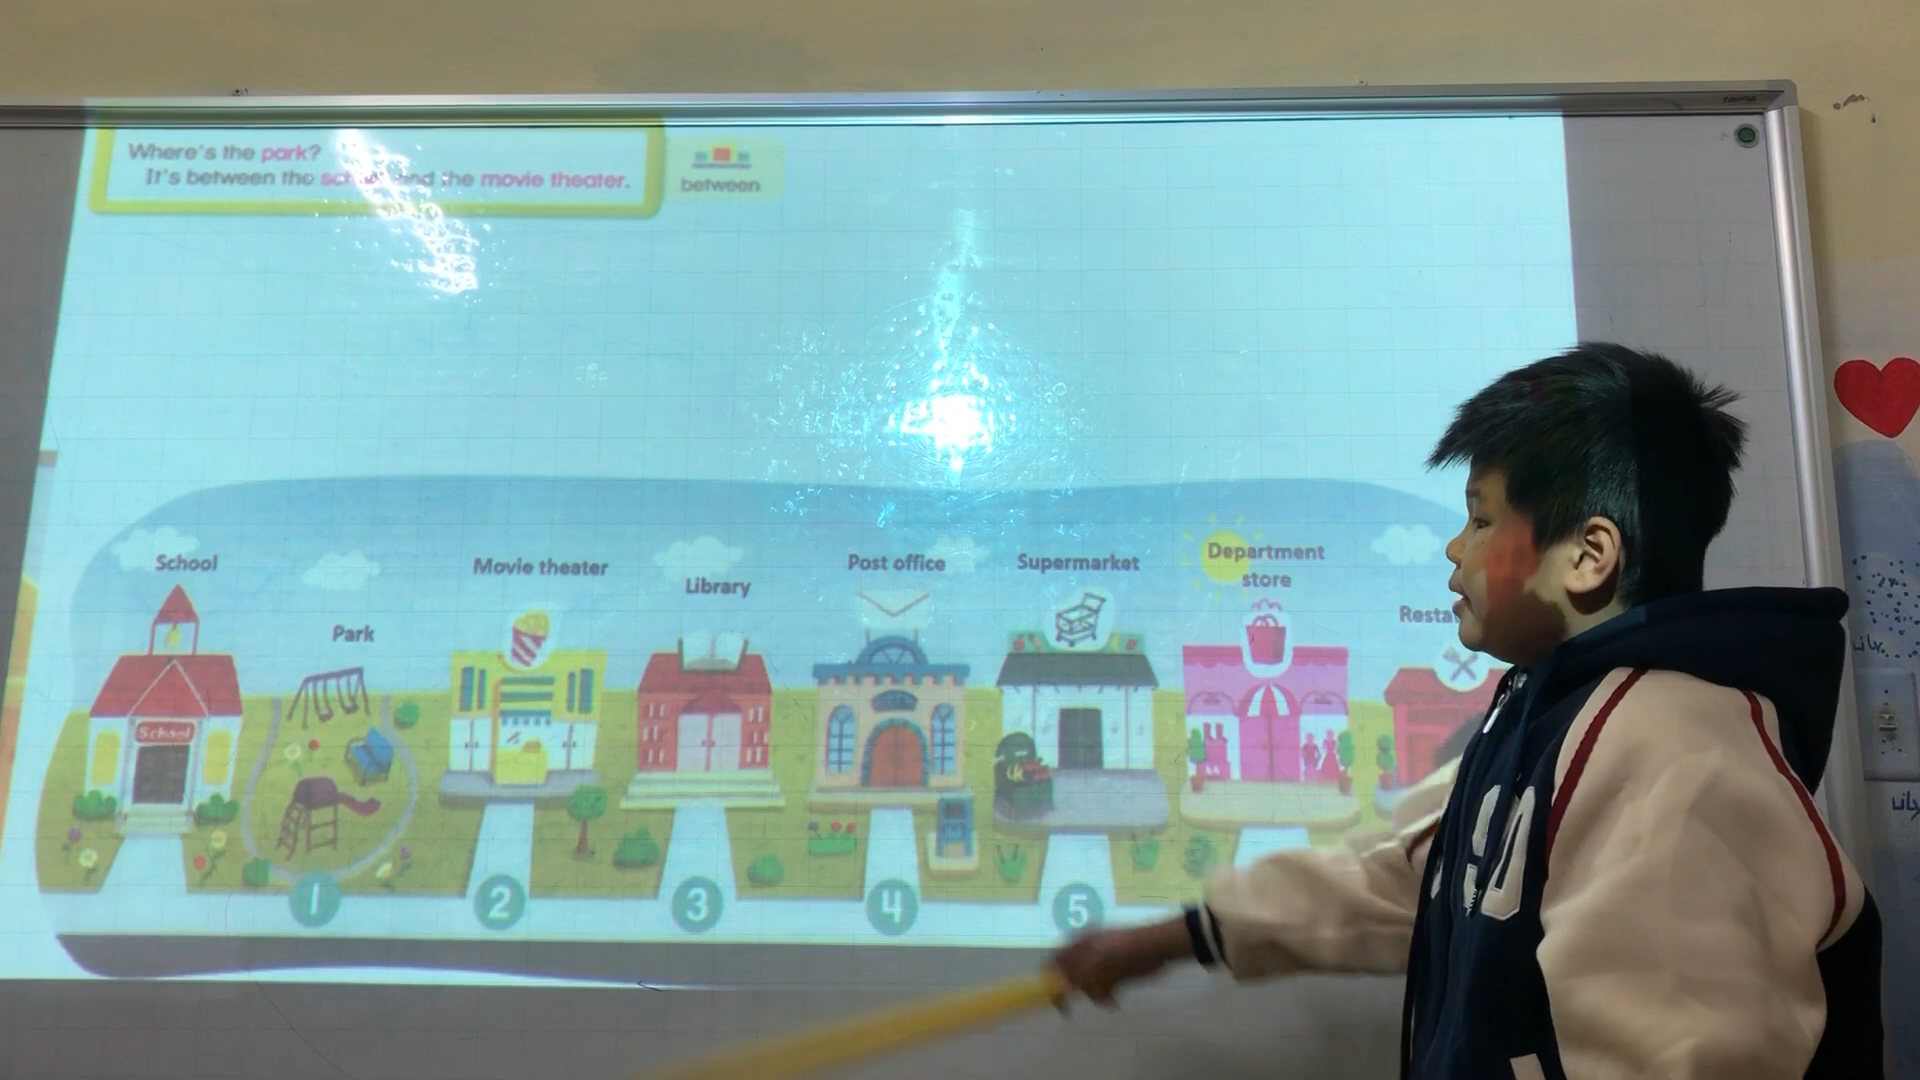 Where's the park?
It's between the school and the movie theater.
between
School
Park
Movie theater
Library
Post office
Supermarket
Department
store
School
1
2
3
4
5